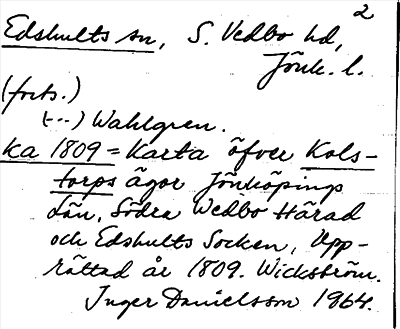 2
Edshults sn, S. Vedbo hd,
Jönk. l.
(forts.)
(---) Wahlgren.
ka 1809 = Karta öfver Kols-
torps ägor Jönköpings
Län, Södra Wedbo Härad
och Edshults Socken, Upp-
rättad år 1809. Wickström.
Inger Danielsson 1964.